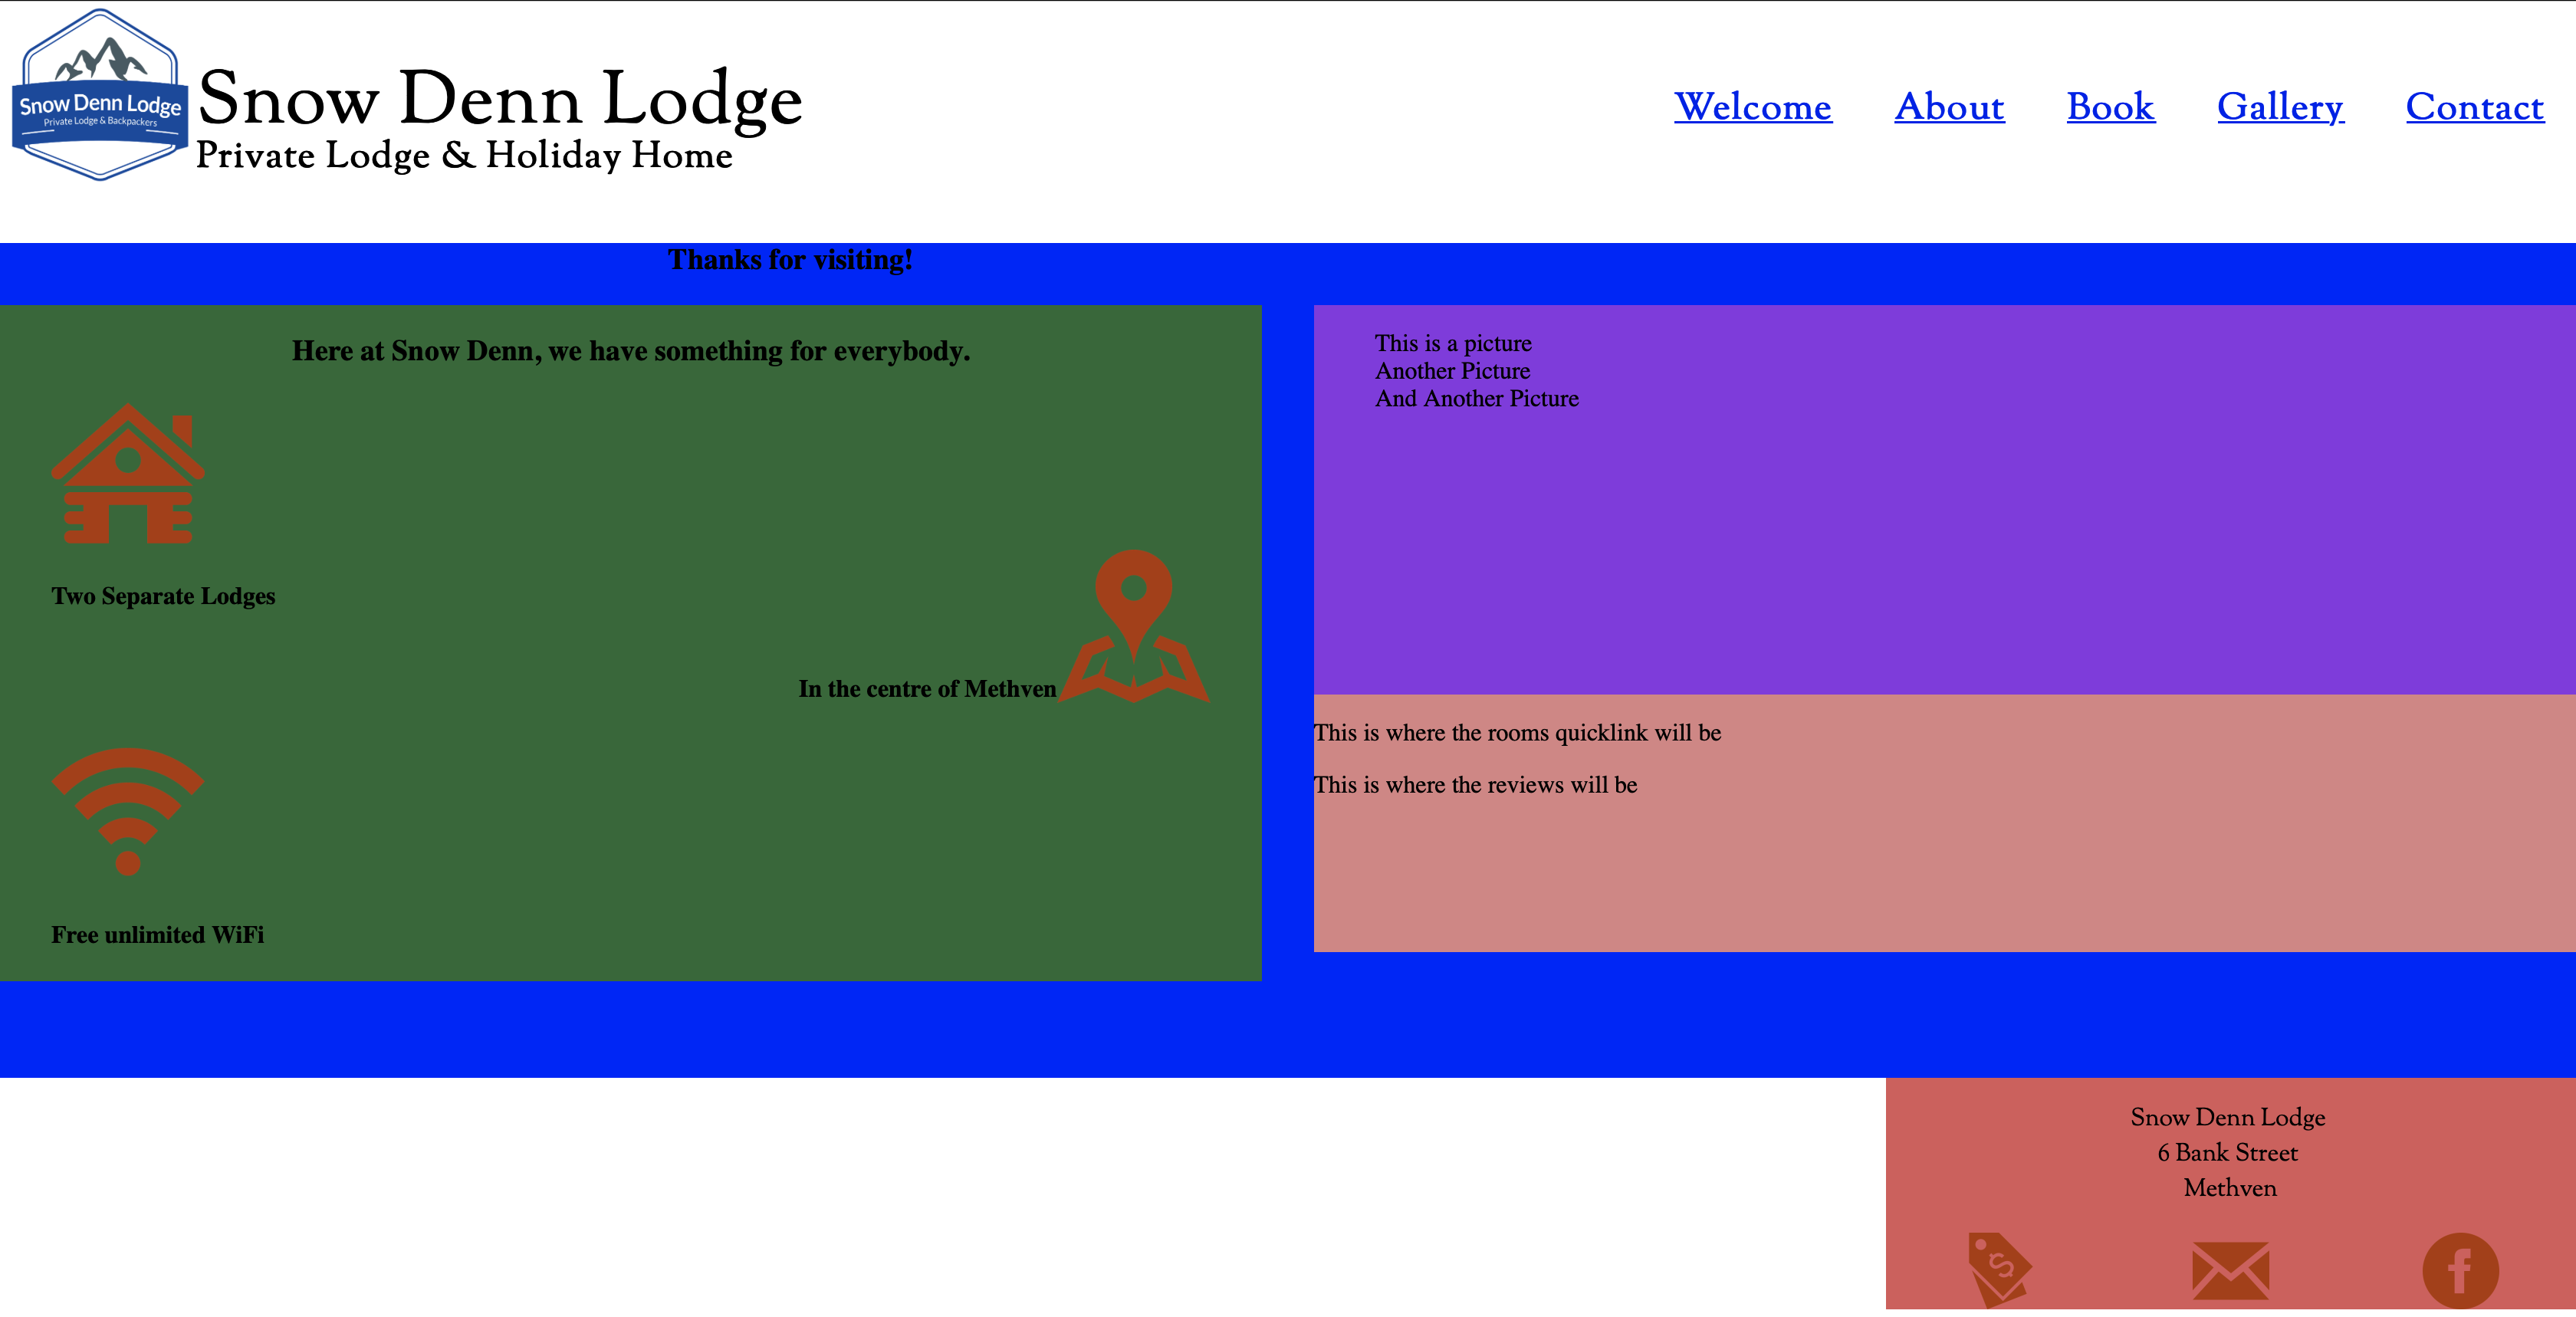 Snow Denn Lodge
Private Lodge & Backpackers
Snow Denn Lodge
Private Lodge & Holiday Home
Welcome About Book Gallery Contact
Thanks for visiting!
Here at Snow Denn, we have something for everybody.
Two Separate Lodges
In the centre of Methven
Free unlimited WiFi
This is a picture
Another Picture
And Another Picture
This is where the rooms quicklink will be
This is where the reviews will be
Snow Denn Lodge
6 Bank Street
Methven
$
f